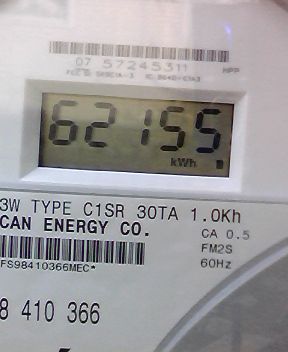 07 57245311
HPP
62155
kWh
3W TYPE C1SR 30TA 1.0Kh
CAN ENERGY CO.
CA 0.5
FM2S
60Hz
FS98410366MEC*
8 410 366